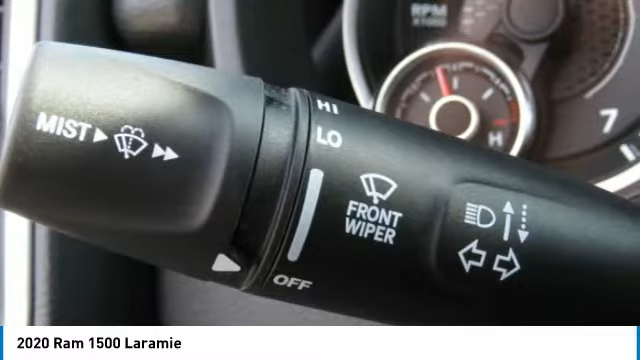 RPM
MIST
HI
LO
FRONT
WIPER
OFF
H
7
2020 Ram 1500 Laramie